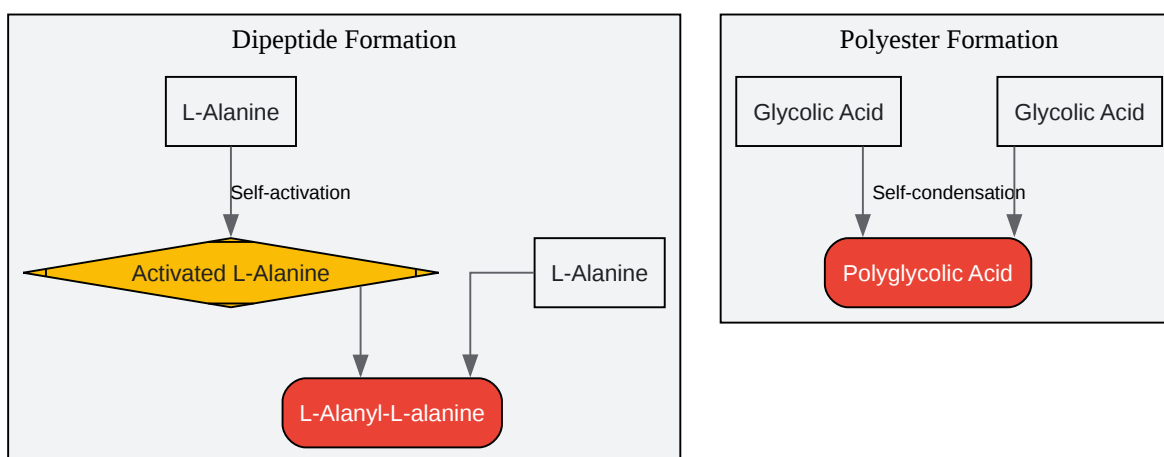 Dipeptide Formation
L-Alanine
Self-activation
Activated L-Alanine
L-Alanine
L-Alanyl-L-alanine
Polyester Formation
Glycolic Acid
Glycolic Acid
Self-condensation
Polyglycolic Acid